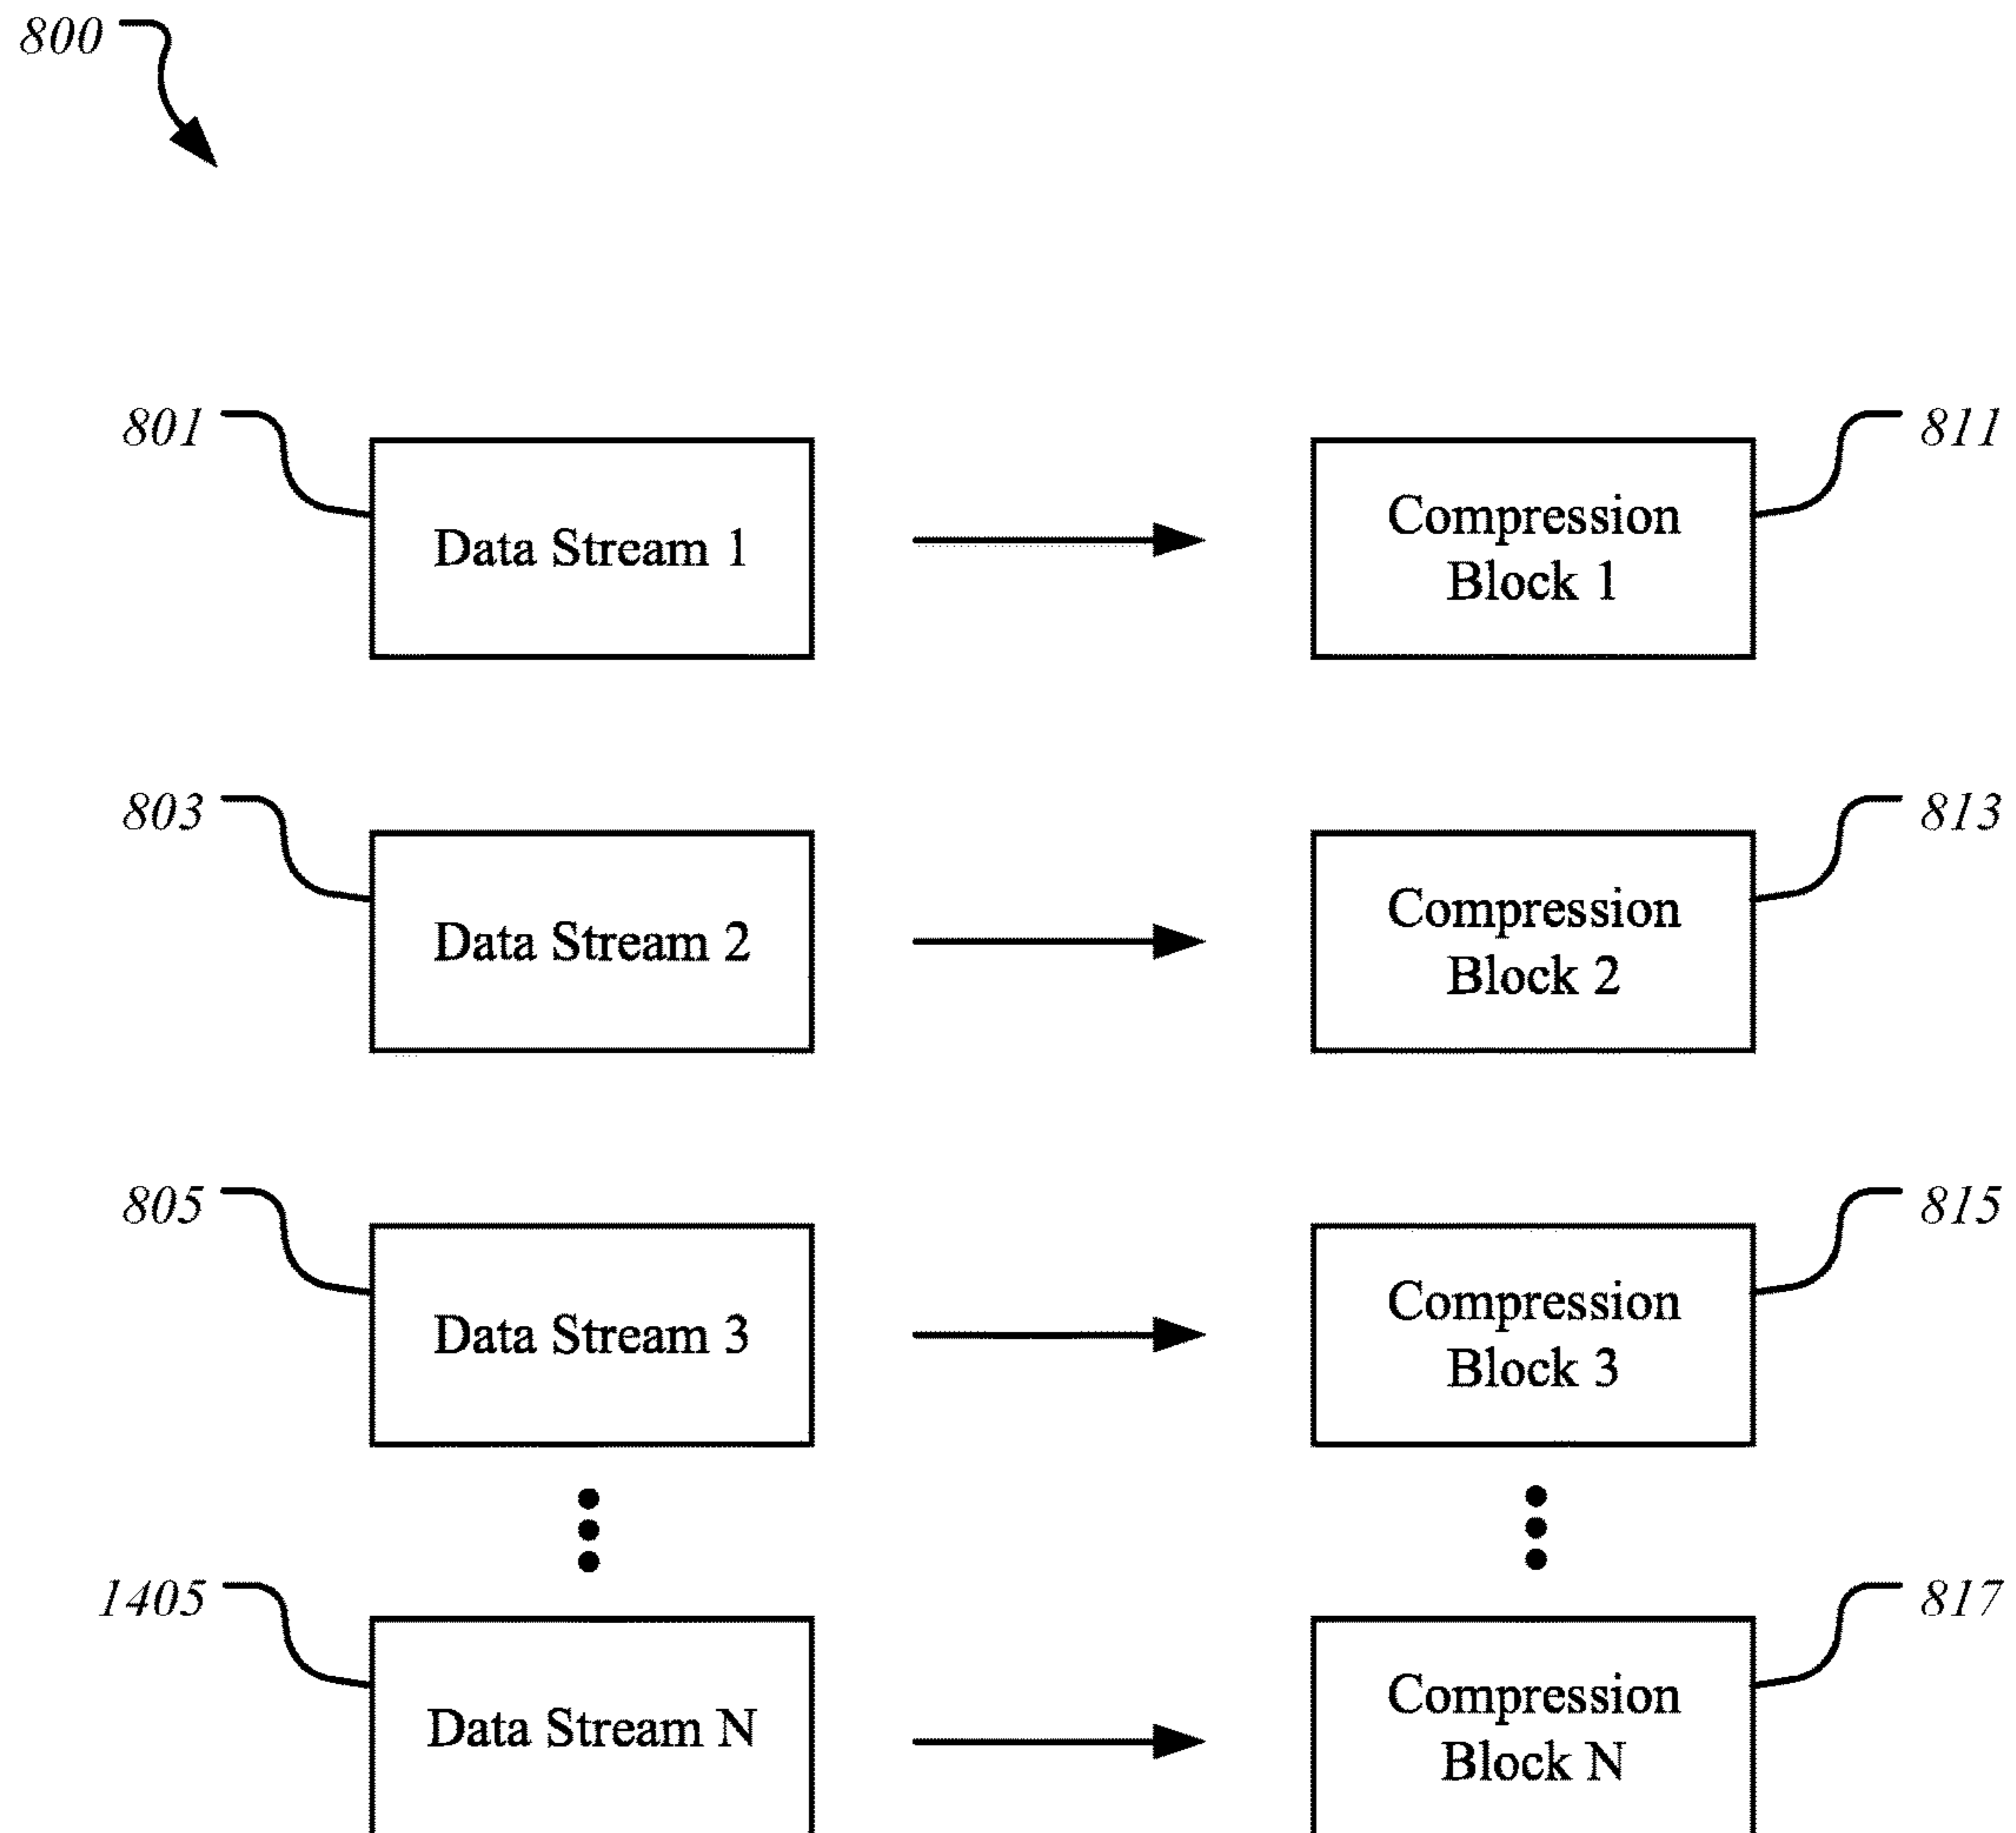 800
801
Data Stream 1
Compression
Block 1
811
803
Data Stream 2
Compression
Block 2
813
805
Data Stream 3
Compression
Block 3
815
1405
Data Stream N
Compression
Block N
817